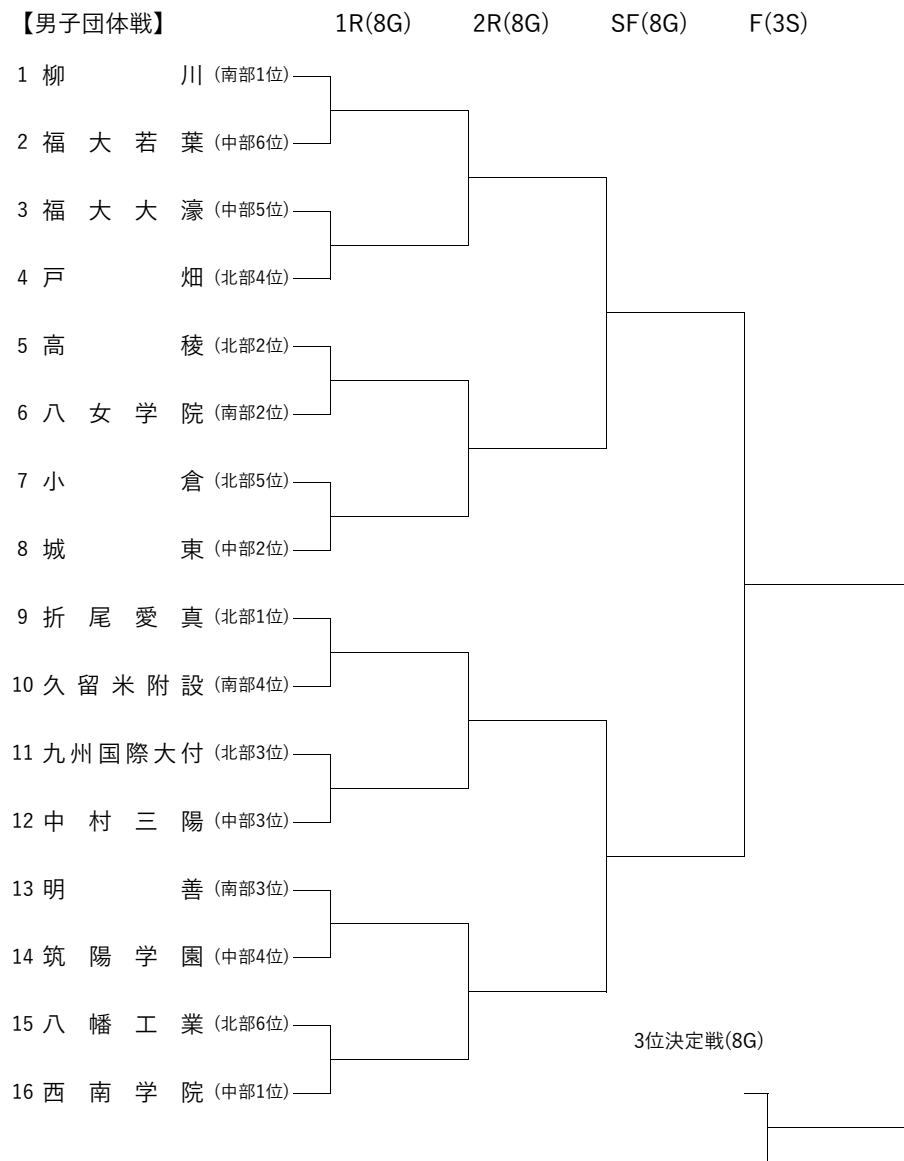 【男子団体戦】 1R(8G) 2R(8G) SF(8G) F(3S)
1 柳川 (南部1位)
2 福大若葉 (中部6位)
3 福大大濠 (中部5位)
4 戸畑 (北部4位)
5 高稜 (北部2位)
6 八女学院 (南部2位)
7 小倉 (北部5位)
8 城東 (中部2位)
9 折尾愛真 (北部1位)
10 久留米附設 (南部4位)
11 九州国際大付 (北部3位)
12 中村三陽 (中部3位)
13 明善 (南部3位)
14 筑陽学園 (中部4位)
15 八幡工業 (北部6位)
3位決定戦(8G)
16 西南学院 (中部1位)